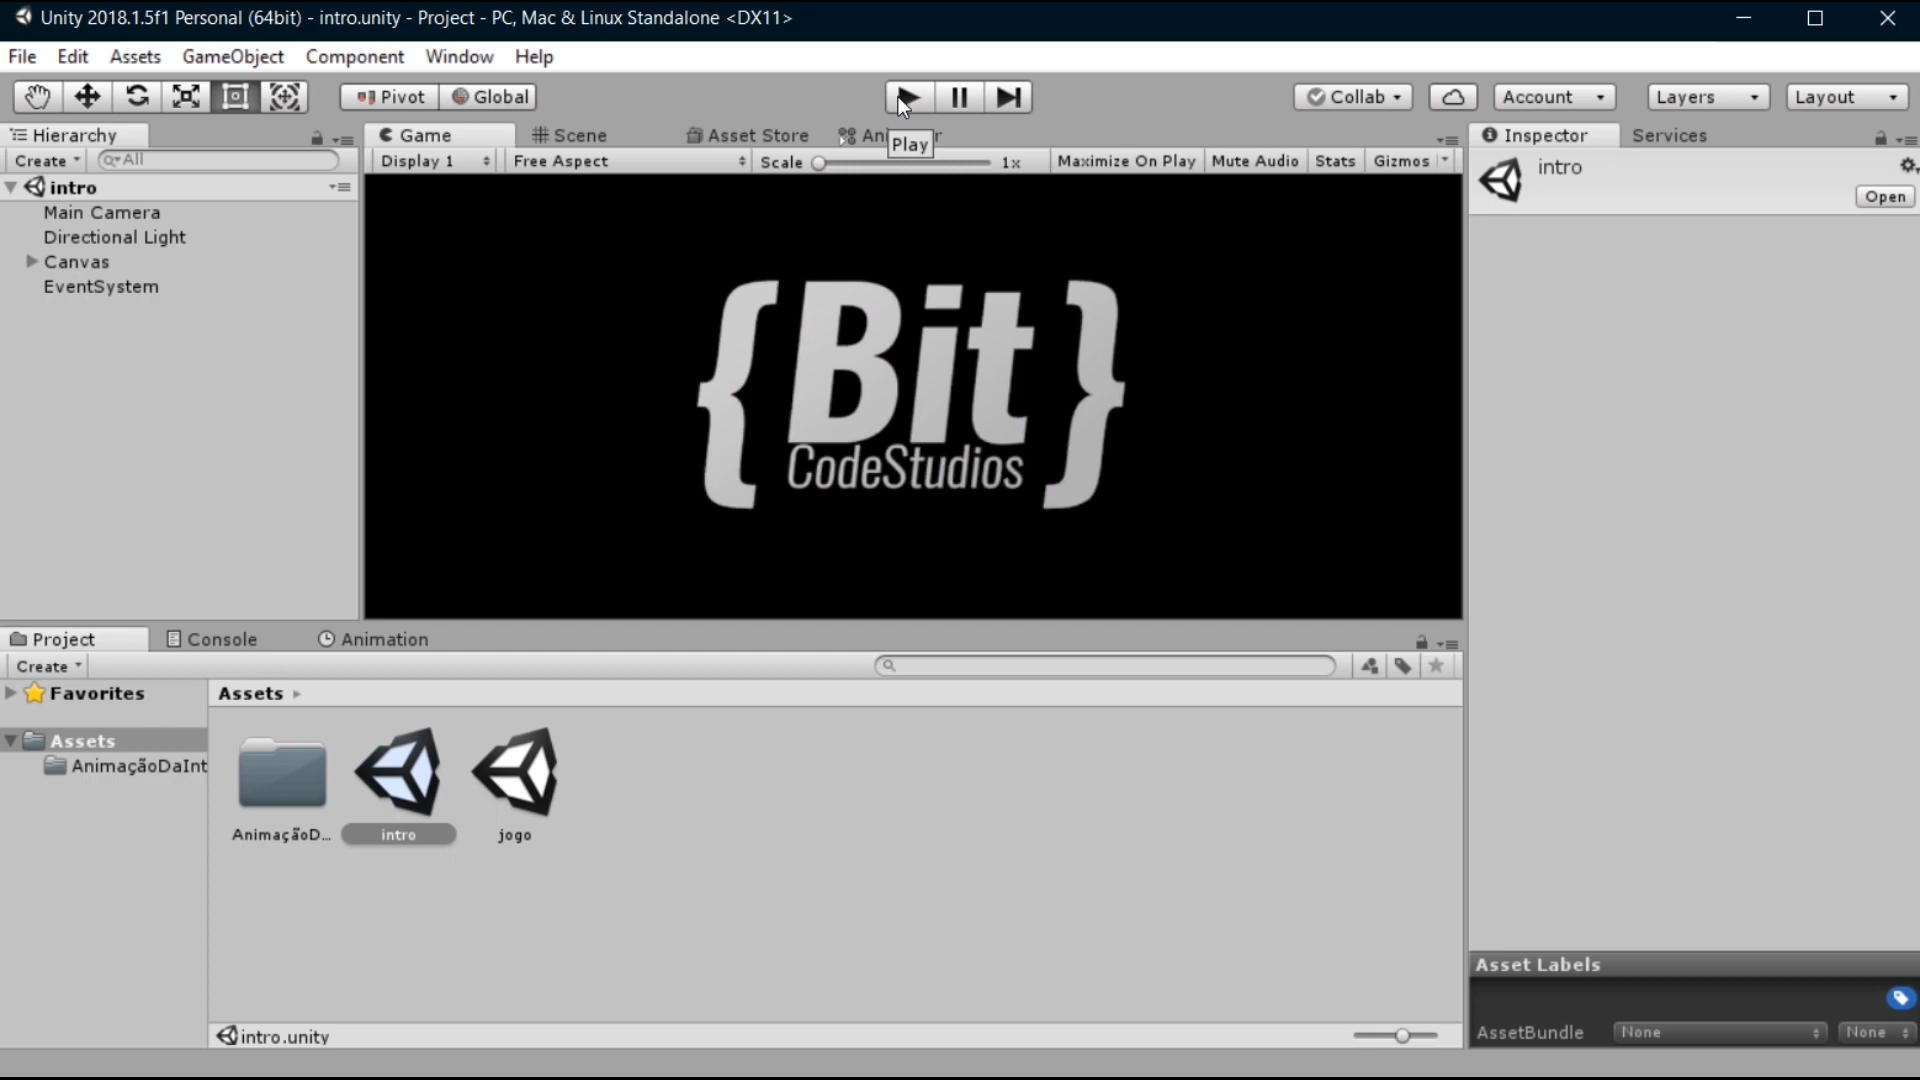 Unity 2018.1.5f1 Personal (64bit) - intro.unity - Project - PC, Mac & Linux Standalone <DX11>
File Edit Assets GameObject Component Window Help
Pivot Global Collab Account Layers Layout
Hierarchy Game Scene Asset Store Ani r Inspector Services
Play
Create All Display 1 Free Aspect Scale 1x Maximize On Play Mute Audio Stats Gizmos
intro
intro
Open
Main Camera
Directional Light
Canvas
EventSystem
{Bit}
CodeStudios
Project Console Animation
Create
Favorites
Assets
Assets
AnimaçãoDaInt
AnimaçãoD... intro jogo
intro.unity
Asset Labels
AssetBundle None None